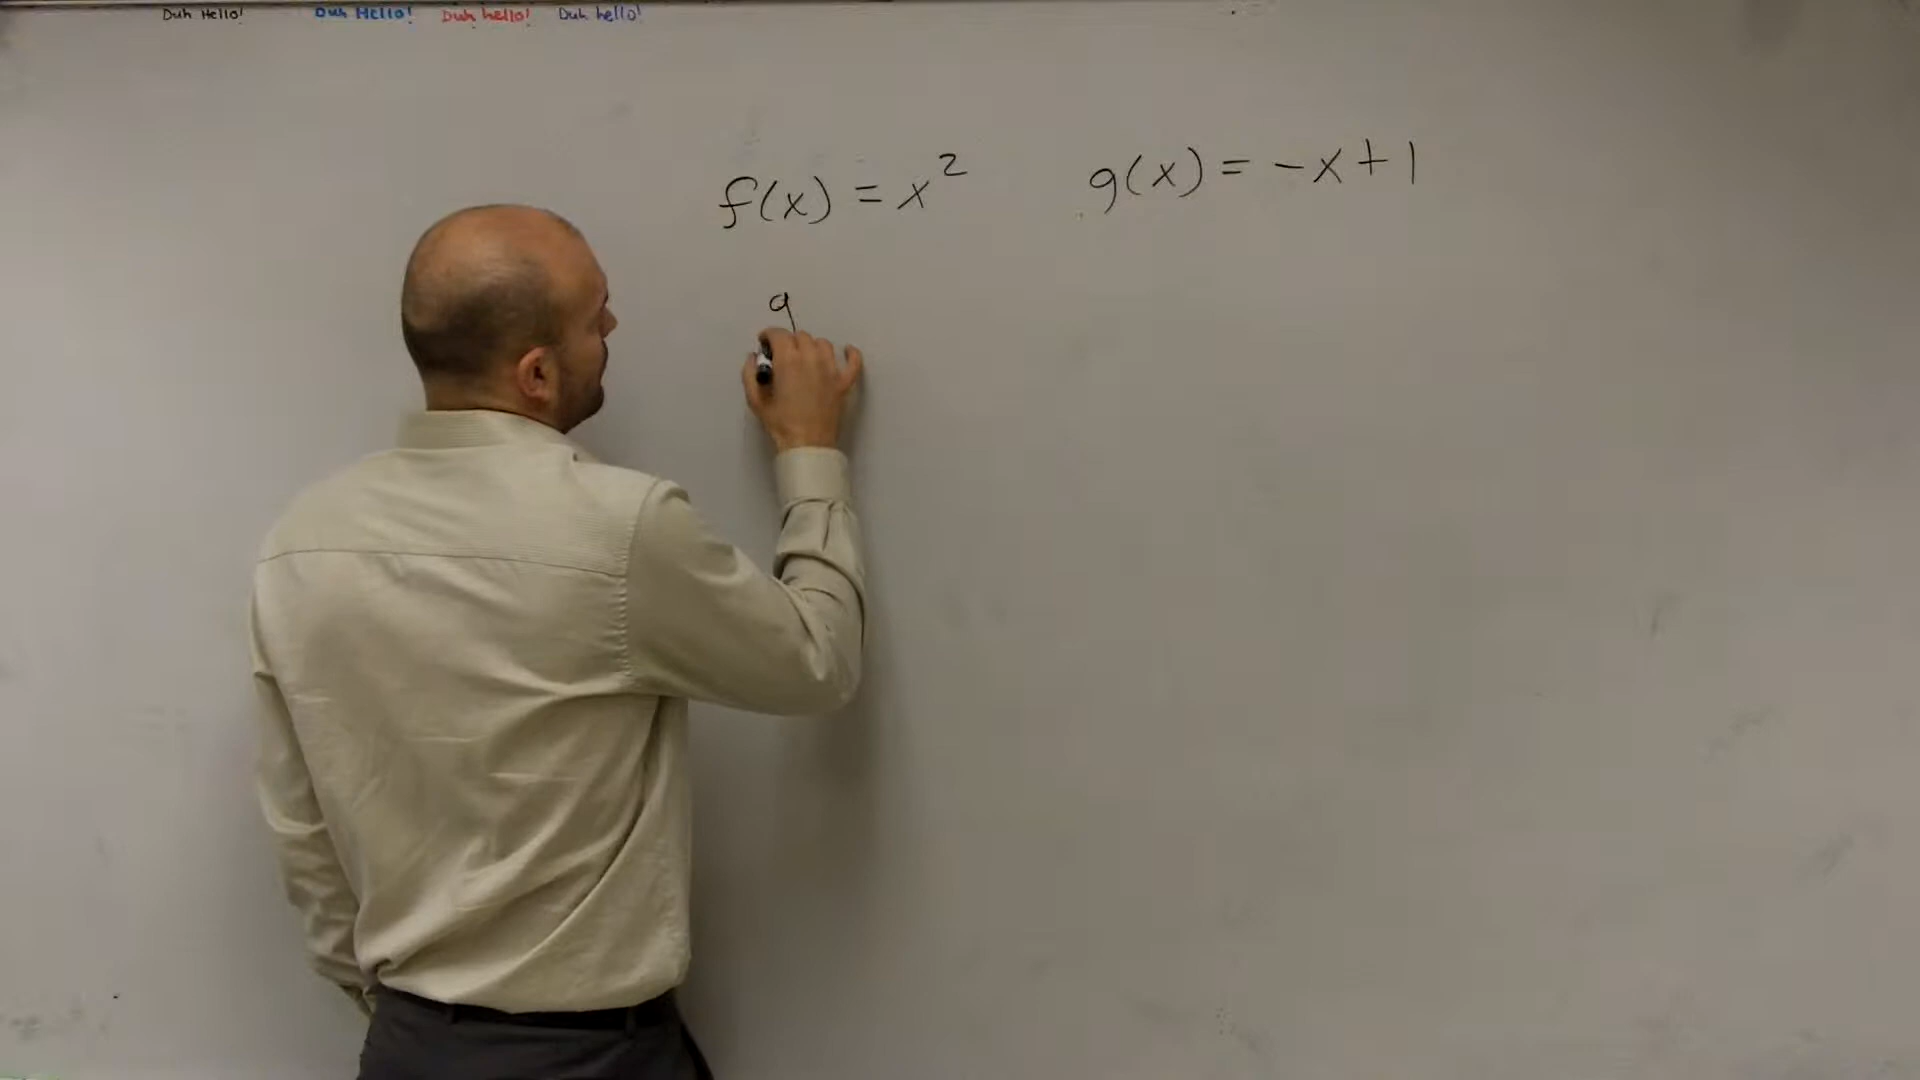 Duh Hello! Duh Hello! Duh hello! Duh hello!
f(x) = x² g(x) = -x+1
g